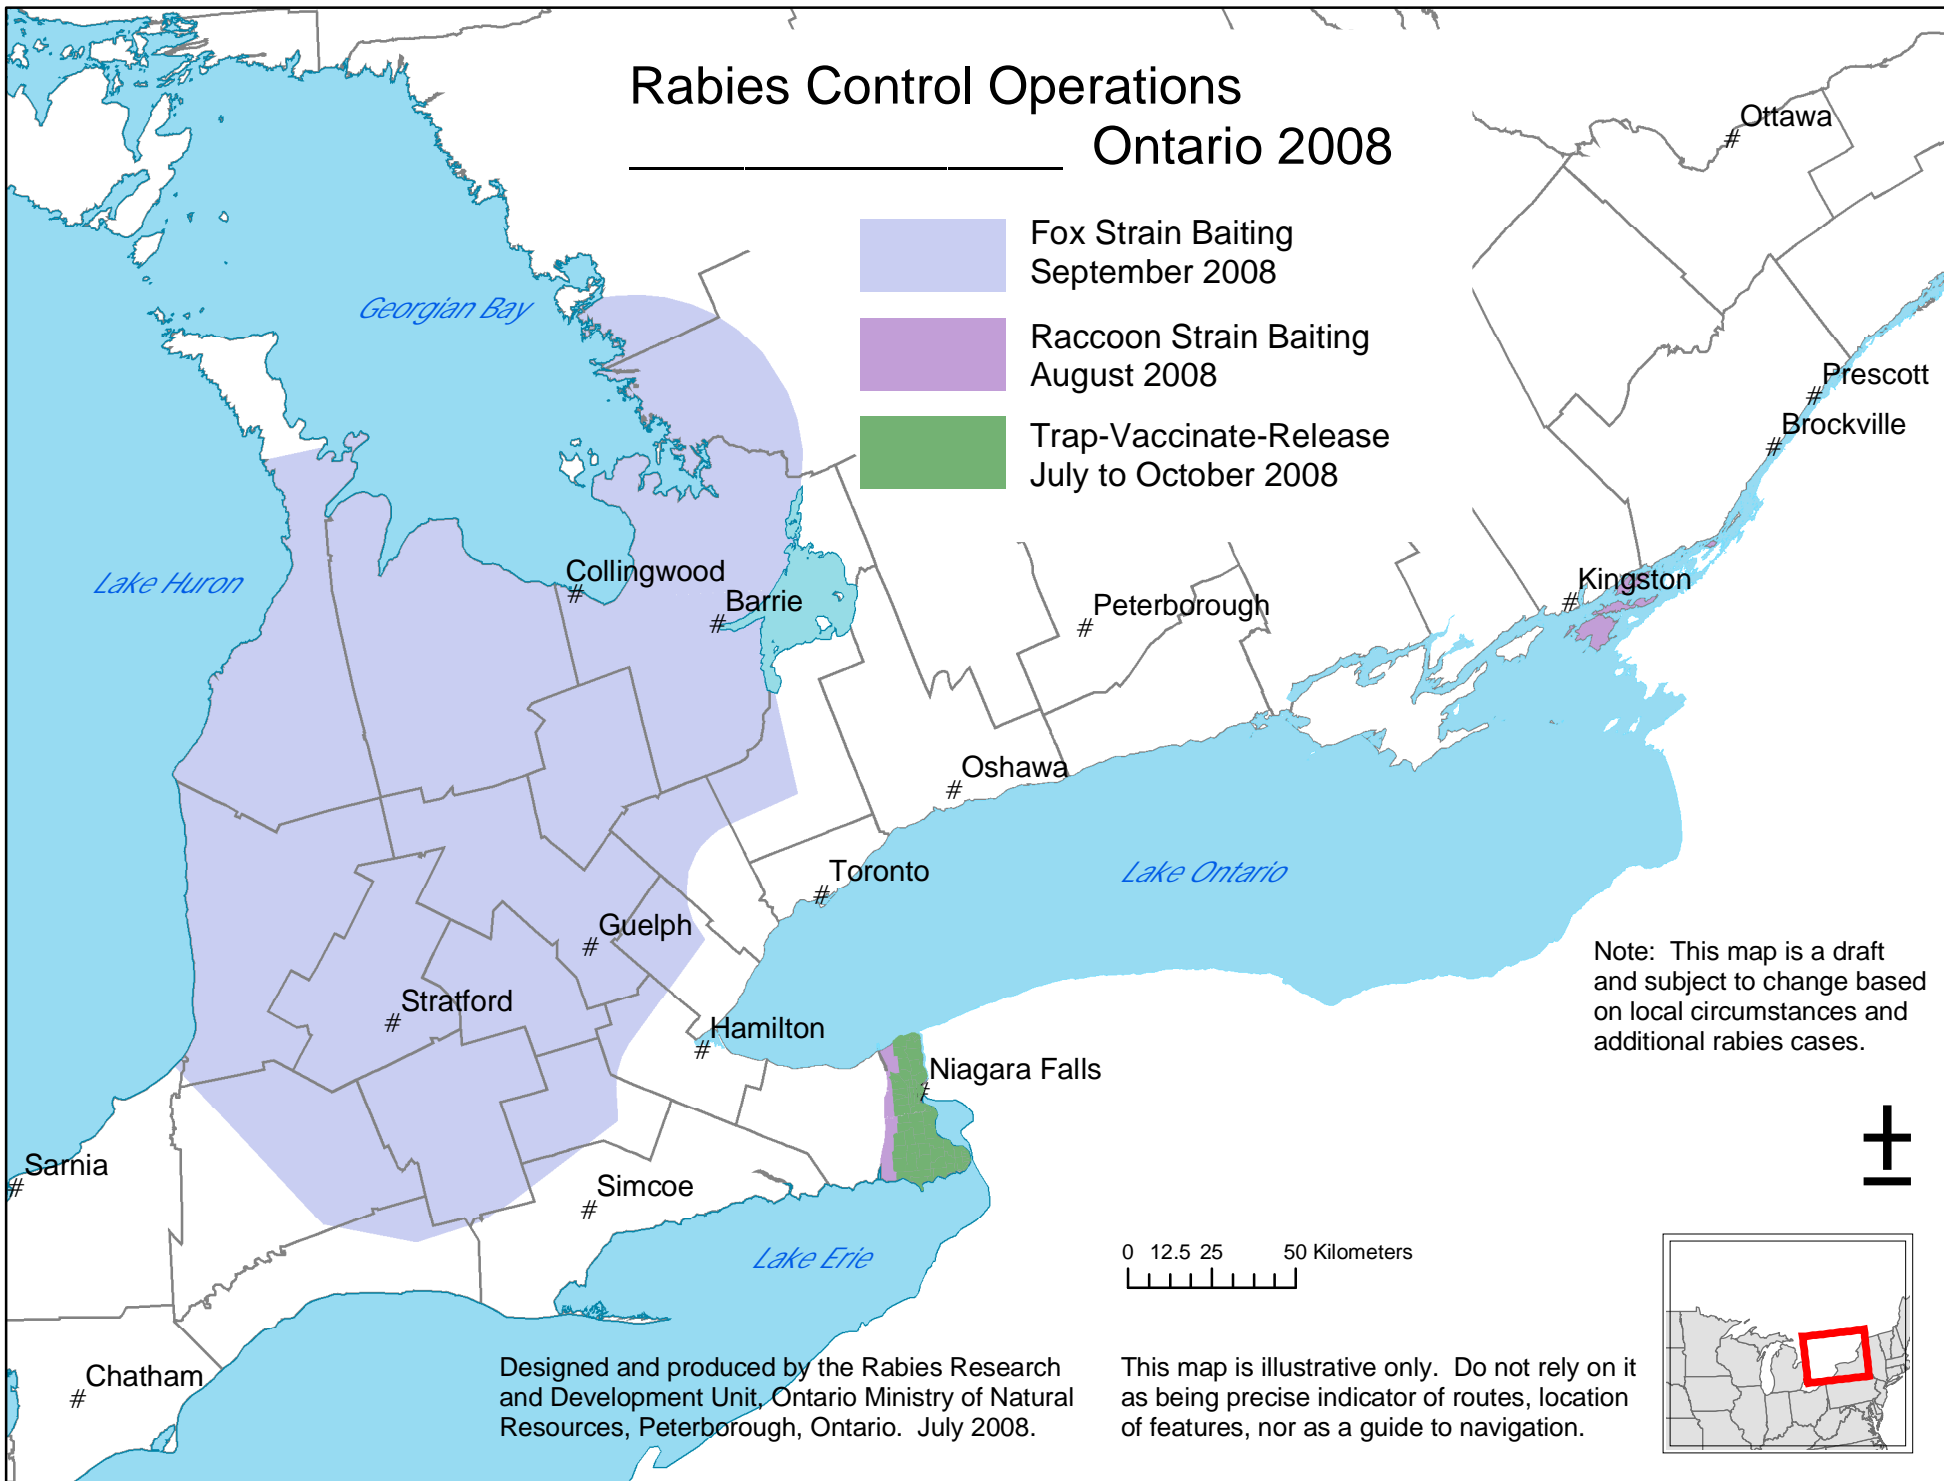 Rabies Control Operations
_______________ Ontario 2008
Fox Strain Baiting
September 2008
Raccoon Strain Baiting
August 2008
Trap-Vaccinate-Release
July to October 2008
Ottawa
Georgian Bay
Prescott
Brockville
Lake Huron
Collingwood
Barrie
Peterborough
Kingston
Oshawa
Toronto
Lake Ontario
Guelph
Stratford
Hamilton
Niagara Falls
Note: This map is a draft
and subject to change based
on local circumstances and
additional rabies cases.
Sarnia
Simcoe
Lake Erie
0 12.5 25 50 Kilometers
Chatham
Designed and produced by the Rabies Research
and Development Unit, Ontario Ministry of Natural
Resources, Peterborough, Ontario. July 2008.
This map is illustrative only. Do not rely on it
as being precise indicator of routes, location
of features, nor as a guide to navigation.